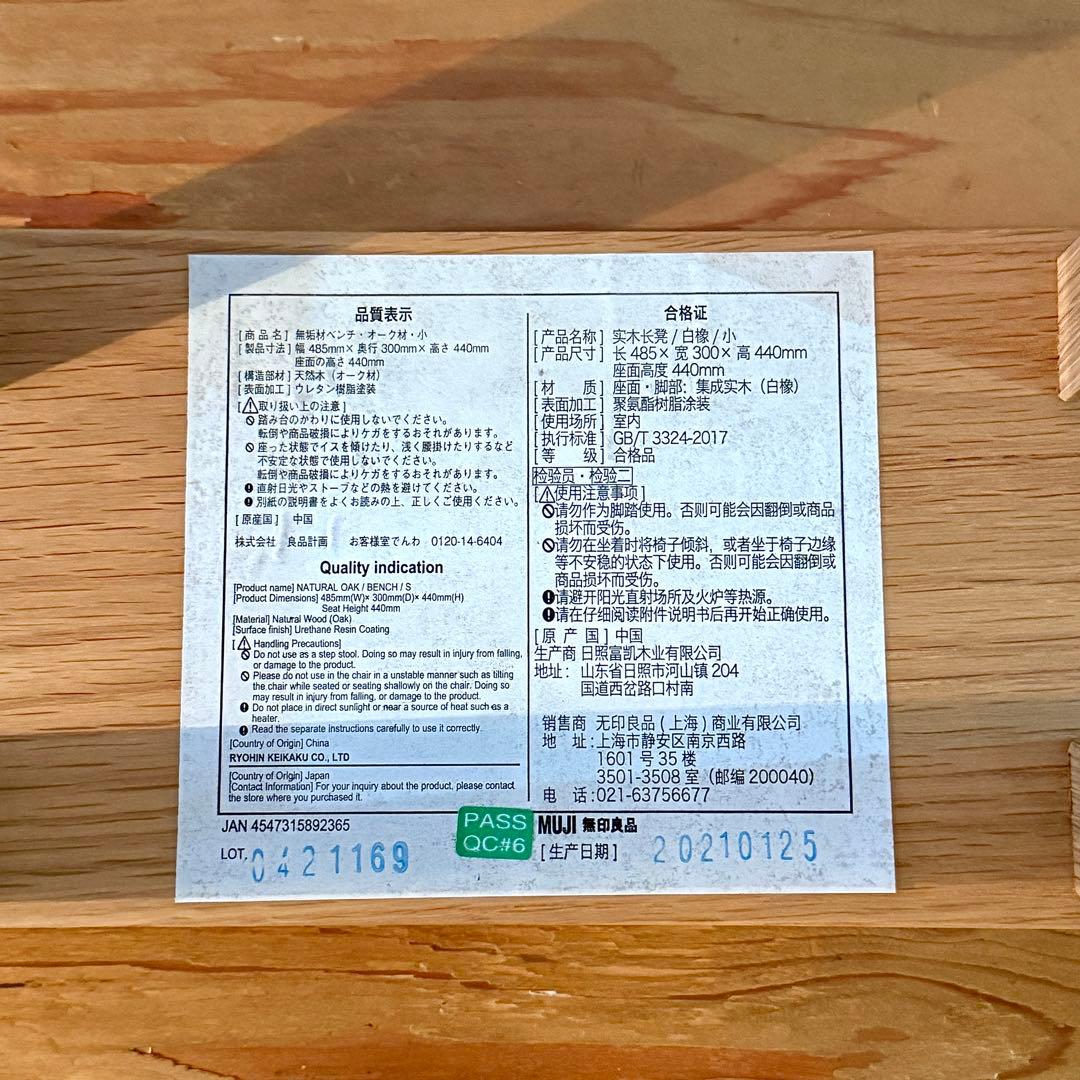 品質表示
[商品名] 無垢材ベンチ・オーク材・小
[製品寸法] 幅 485mm× 奥行 300mm× 高さ 440mm
座面の高さ 440mm
[構造部材] 天然木（オーク材）
[表面加工] ウレタン樹脂塗装
[⚠取り扱い上の注意]
踏み台のかわりに使用しないでください。
転倒や商品破損によりケガをするおそれがあります。
座った状態でイスを傾けたり、浅く腰掛けたりするなど
不安定な状態で使用しないでください。
転倒や商品破損によりケガをするおそれがあります。
直射日光やストーブなどの熱を避けてください。
別紙の説明書をよくお読みの上、正しくご使用ください。
[原産国] 中国
株式会社 良品計画 お客様室でんわ 0120-14-6404
Quality indication
[Product name] NATURAL OAK / BENCH / S
[Product Dimensions] 485mm(W)× 300mm(D)× 440mm(H)
Seat Height 440mm
[Material] Natural Wood (Oak)
[Surface finish] Urethane Resin Coating
[⚠ Handling Precautions]
Do not use as a step stool. Doing so may result in injury from falling,
or damage to the product.
Please do not use in the chair in a unstable manner such as tilting
the chair while seated or seating shallowly on the chair. Doing so
may result in injury from falling, or damage to the product.
Do not place in direct sunlight or near a source of heat such as a
heater.
Read the separate instructions carefully to use it correctly.
[Country of Origin] China
RYOHIN KEIKAKU CO., LTD
[Country of Origin] Japan
[Contact Information] For your inquiry about the product, please contact
the store where you purchased it.
合格证
[产品名称] 实木长凳 / 白橡 / 小
[产品尺寸] 长 485× 宽 300× 高 440mm
座面高度 440mm
[材 质] 座面・脚部：集成实木（白橡）
[表面加工] 聚氨酯树脂涂装
[使用场所] 室内
[执行标准] GB/T 3324-2017
[等 级] 合格品
检验员・检验二
[⚠使用注意事项]
请勿作为脚踏使用。否则可能会因翻倒或商品
损坏而受伤。
请勿在坐着时将椅子倾斜，或者坐于椅子边缘
等不安稳的状态下使用。否则可能会因翻倒或
商品损坏而受伤。
请避开阳光直射场所及火炉等热源。
请在仔细阅读附件说明书后再开始正确使用。
[原产国] 中国
生产商 日照富凯木业有限公司
地址： 山东省日照市河山镇 204
国道西岔路口村南
销售商 无印良品（上海）商业有限公司
地 址：上海市静安区南京西路
1601 号 35 楼
3501-3508 室（邮编 200040）
电 话：021-63756677
JAN 4547315892365
LOT. 0421169
PASS
QC#6
MUJI 無印良品
[生产日期] 20210125